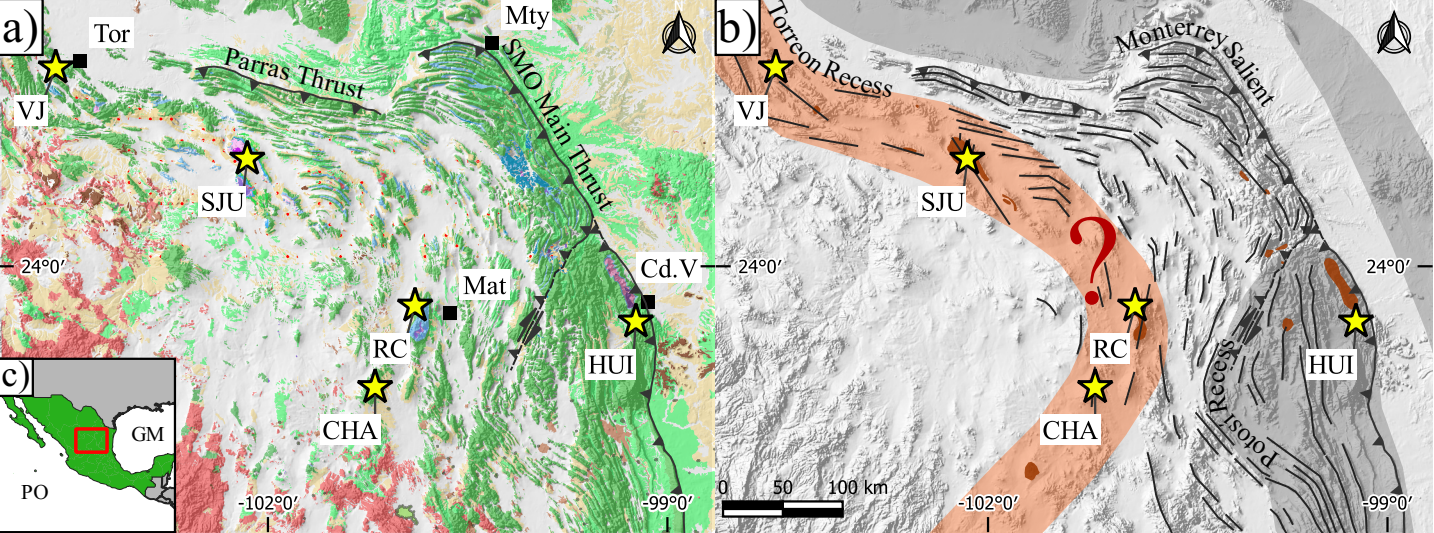 a)
Tor
Mty
Parras Thrust
SMO Main Thrust
VJ
SJU
24°0′
Cd.V
Mat
RC
HUI
CHA
c)
GM
PO
-102°0′
-99°0′
b)
Torreon Recess
Monterrey Salient
VJ
SJU
?
24°0′
24°0′
RC
HUI
Potosi Recess
CHA
0 50 100 km
-102°0′
-99°0′